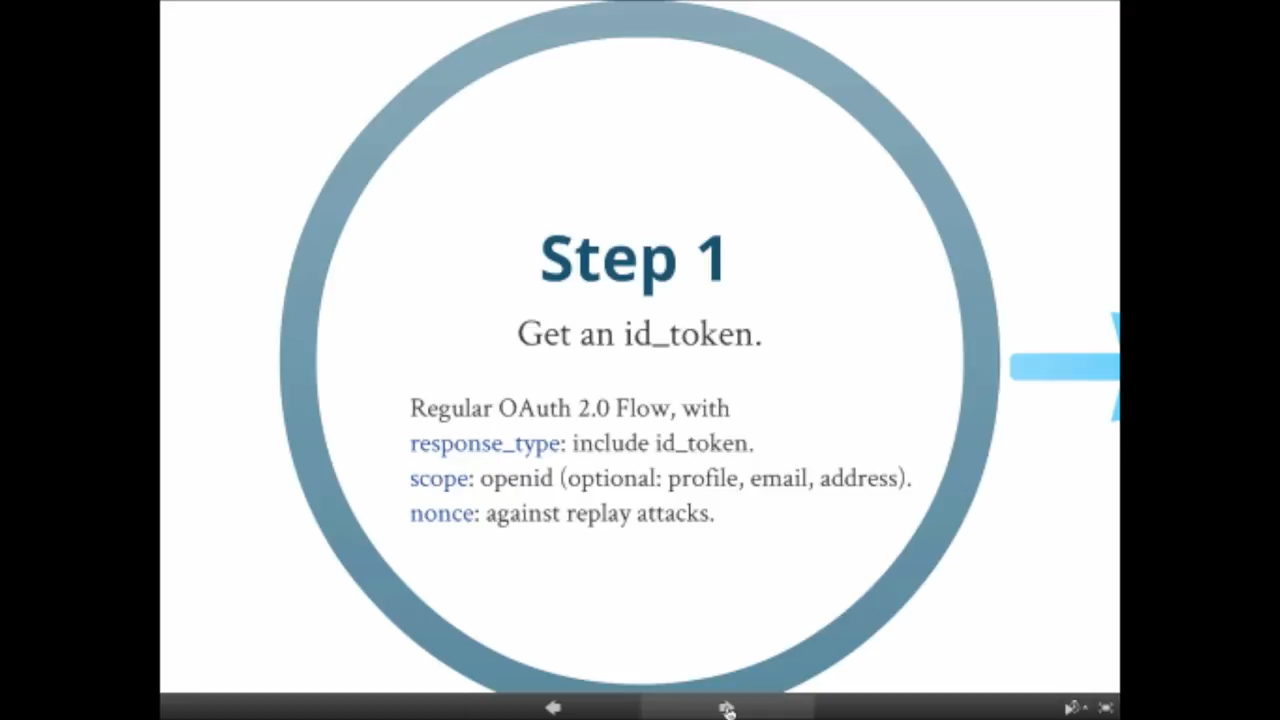 Step 1
Get an id_token.
Regular OAuth 2.0 Flow, with
response_type: include id_token.
scope: openid (optional: profile, email, address).
nonce: against replay attacks.